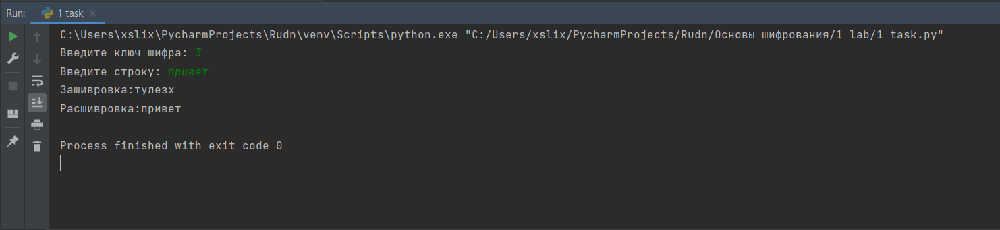 Run: 1 task
C:\Users\xslix\PycharmProjects\Rudn\venv\Scripts\python.exe "C:/Users/xslix/PycharmProjects/Rudn/Основы шифрования/1 lab/1 task.py"
Введите ключ шифра: 3
Введите строку: привет
Зашивровка:тулезх
Расшивровка:привет
Process finished with exit code 0